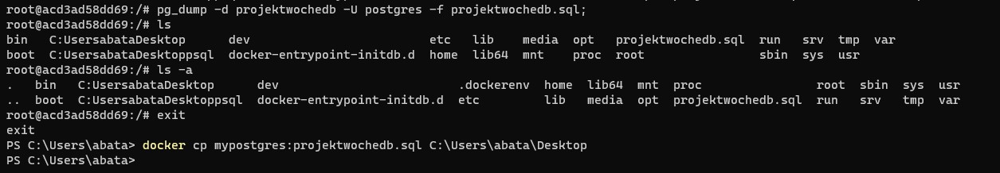 root@acd3ad58dd69:/# pg_dump -d projektwochedb -U postgres -f projektwochedb.sql;
root@acd3ad58dd69:/# ls
bin   C:UsersabataDesktop      dev                         etc   lib    media  opt   projektwochedb.sql  run   srv  tmp  var
boot  C:UsersabataDesktoppsql  docker-entrypoint-initdb.d  home  lib64  mnt    proc  root                sbin  sys  usr
root@acd3ad58dd69:/# ls -a
.   bin   C:UsersabataDesktop      dev                         .dockerenv  home  lib64  mnt  proc                root  sbin  sys  usr
..  boot  C:UsersabataDesktoppsql  docker-entrypoint-initdb.d  etc         lib   media  opt  projektwochedb.sql  run   srv   tmp  var
root@acd3ad58dd69:/# exit
exit
PS C:\Users\abata> docker cp mypostgres:projektwochedb.sql C:\Users\abata\Desktop
PS C:\Users\abata>